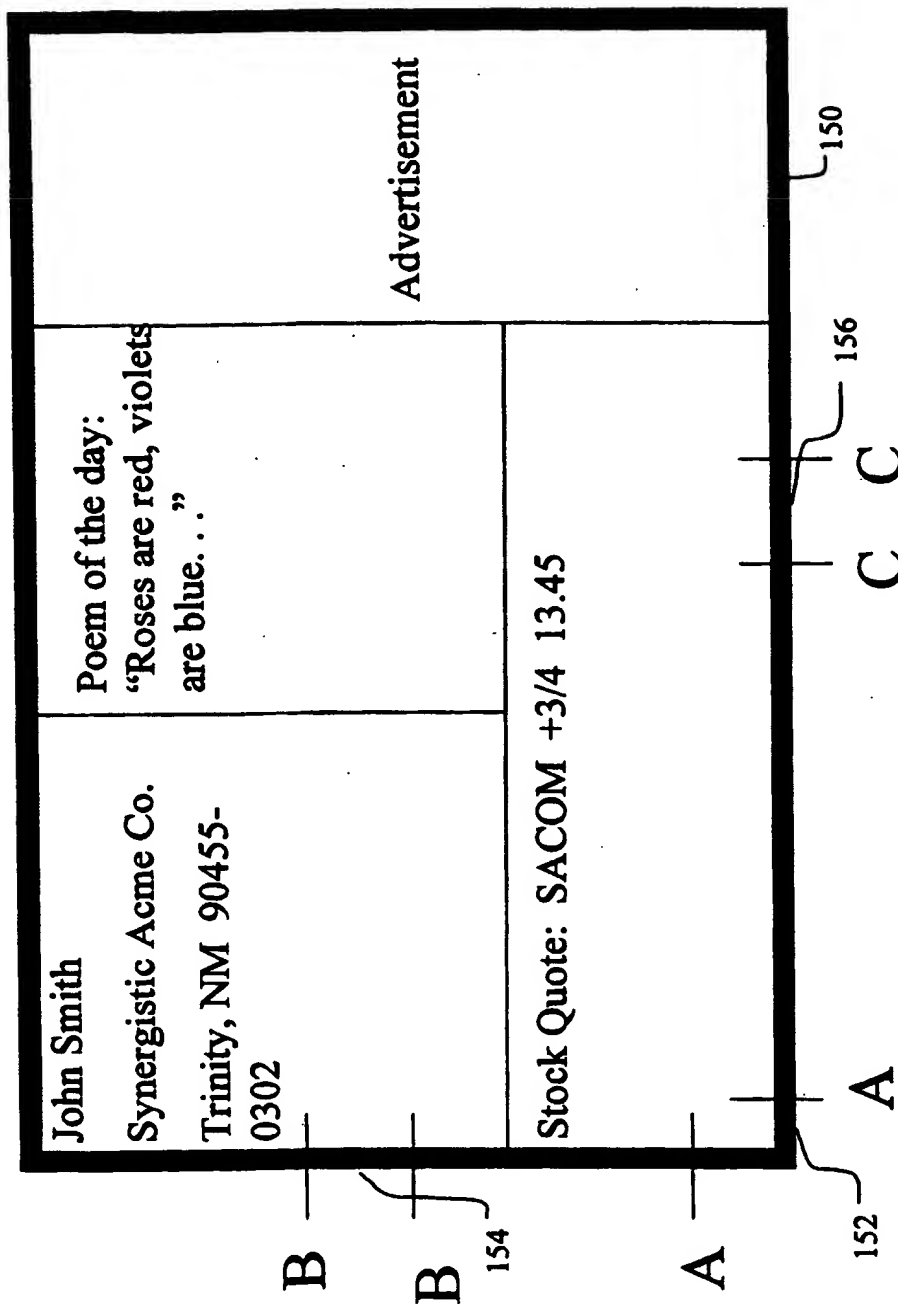 John Smith
Synergistic Acme Co.
Trinity, NM 90455-
0302
Poem of the day:
“Roses are red, violets
are blue. . .”
Advertisement
Stock Quote: SACOM +3/4 13.45
B
B
154
A
152
A
C
C
156
150